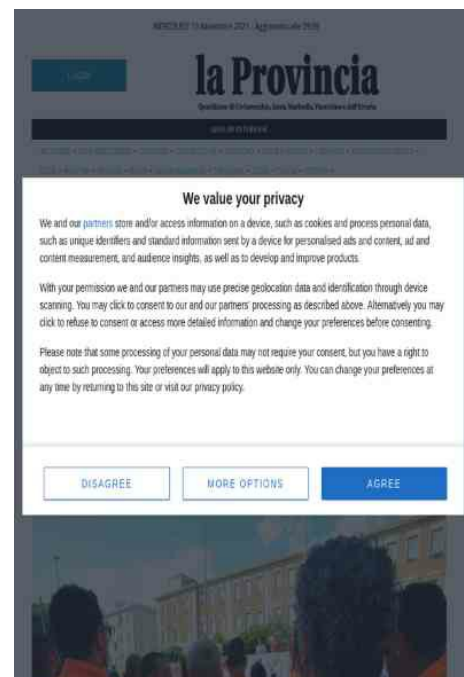 la Provincia
We value your privacy
We and our partners store and/or access information on a device, such as cookies and process personal data,
such as unique identifiers and standard information sent by a device for personalised ads and content, ad and
content measurement, and audience insights, as well as to develop and improve products.
With your permission we and our partners may use precise geolocation data and identification through device
scanning. You may click to consent to our and our partners' processing as described above. Alternatively you may
click to refuse to consent or access more detailed information and change your preferences before consenting.
Please note that some processing of your personal data may not require your consent, but you have a right to
object to such processing. Your preferences will apply to this website only. You can change your preferences at
any time by returning to this site or visit our privacy policy.
DISAGREE
MORE OPTIONS
AGREE